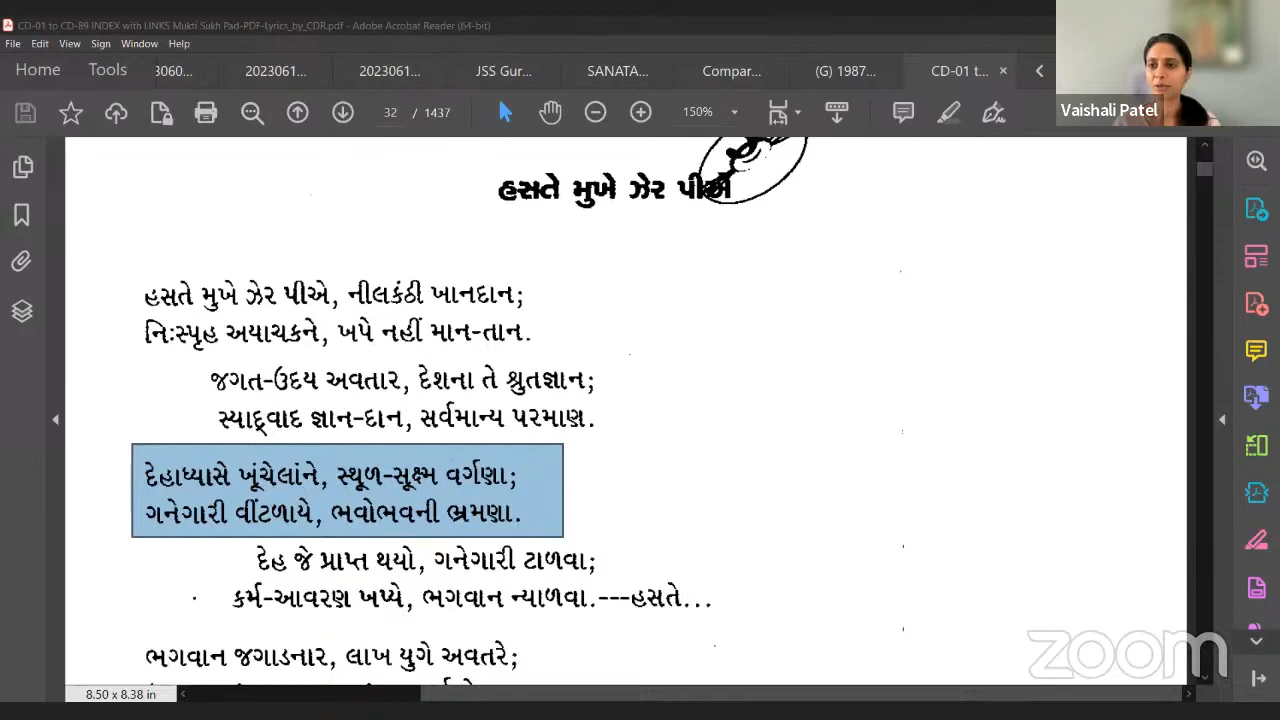 CD-01 to CD-89 INDEX with LINKS Mukti Sukh Pad-PDF-Lyrics_by_CDR.pdf - Adobe Acrobat Reader (64-bit)
File Edit View Sign Window Help
Home Tools 3060... 2023061... 2023061... JSS Gur... SANATA... Compar... (G) 1987... CD-01 t... ×
32 / 1437 150%
Vaishali Patel
હસતે મુખે ઝેર પીએ
હસતે મુખે ઝેર પીએ, નીલકંઠી ખાનદાન;
નિઃસ્પૃહ અયાચકને, ખપે નહીં માન-તાન.
જગત-ઉદય અવતાર, દેશના તે શ્રુતજ્ઞાન;
સ્યાદ્વાદ જ્ઞાન-દાન, સર્વમાન્ય પરમાણ.
દેહાધ્યાસે ખૂંચેલાંને, સ્થૂળ-સૂક્ષ્મ વર્ગણા;
ગનેગારી વીંટળાયે, ભવોભવની ભ્રમણા.
દેહ જે પ્રાપ્ત થયો, ગનેગારી ટાળવા;
કર્મ-આવરણ ખપ્યે, ભગવાન ન્યાળવા.---હસતે...
ભગવાન જગાડનાર, લાખ યુગે અવતરે;
zoom
8.50 x 8.38 in